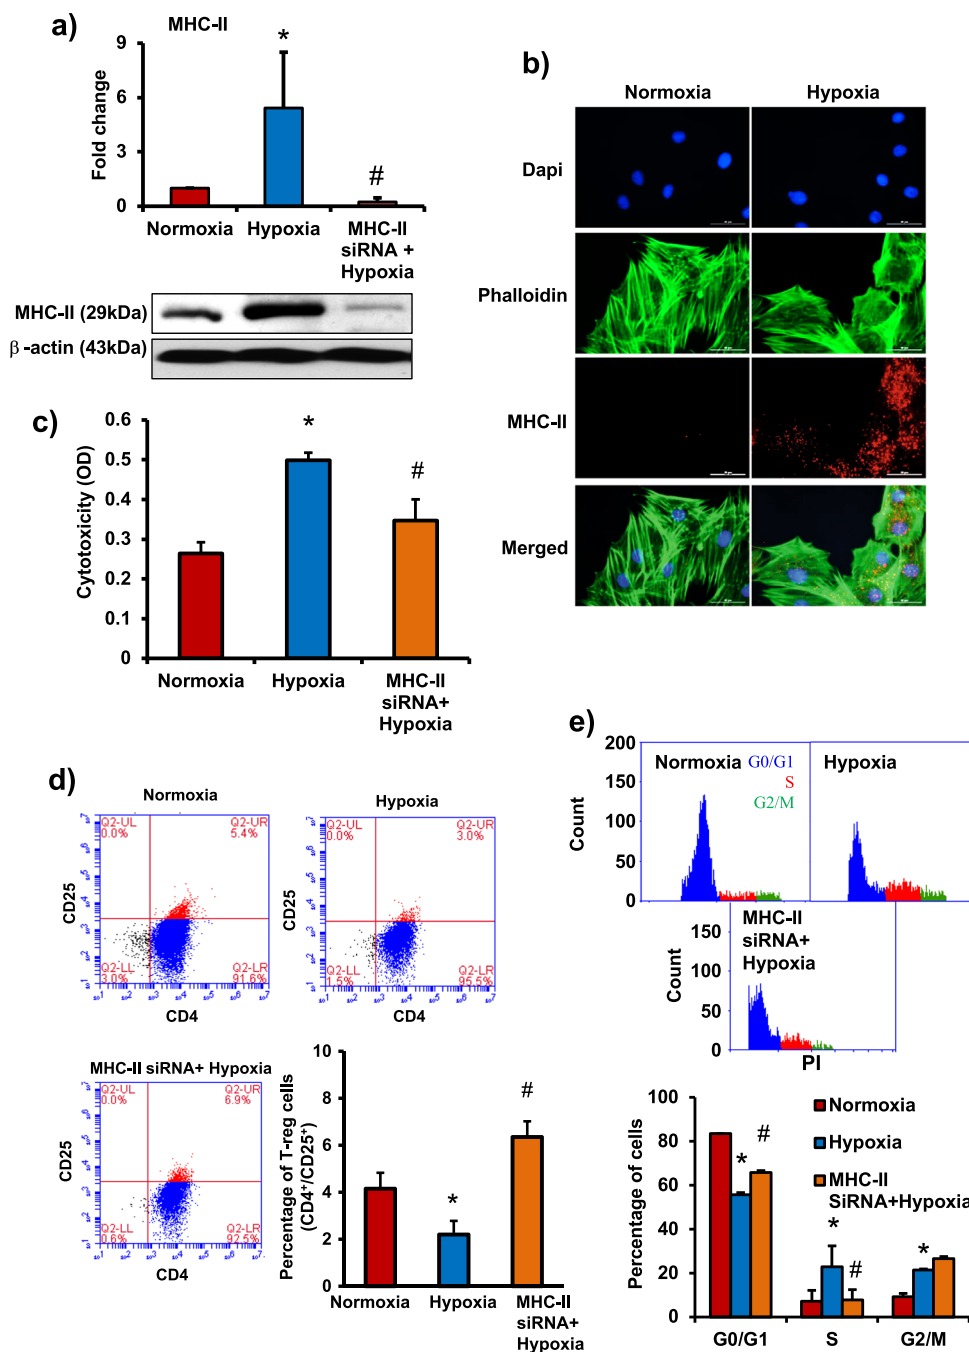 a)
MHC-II
*
#
9
6
3
0
Fold change
Normoxia
Hypoxia
MHC-II
siRNA +
Hypoxia
MHC-II (29kDa)
β-actin (43kDa)
b)
Normoxia
Hypoxia
Dapi
Phalloidin
MHC-II
Merged
c)
0.6
0.5
0.4
0.3
0.2
0.1
0
Cytotoxicity (OD)
*
#
Normoxia
Hypoxia
MHC-II
siRNA+
Hypoxia
d)
Normoxia
Q2-UL
0.0%
Q2-UR
5.4%
Q2-LL
3.0%
Q2-LR
91.6%
CD25
CD4
Hypoxia
Q2-UL
0.0%
Q2-UR
3.0%
Q2-LL
1.5%
Q2-LR
95.5%
CD25
CD4
MHC-II siRNA+ Hypoxia
Q2-UL
0.0%
Q2-UR
6.9%
Q2-LL
0.6%
Q2-LR
92.5%
CD25
CD4
10
8
6
4
2
0
Percentage of T-reg cells
(CD4⁺/CD25⁺)
*
#
Normoxia
Hypoxia
MHC-II
siRNA+
Hypoxia
e)
200
150
100
50
0
Count
Normoxia
G0/G1
S
G2/M
Hypoxia
150
100
50
0
Count
MHC-II
siRNA+
Hypoxia
PI
100
80
60
40
20
0
Percentage of cells
Normoxia
Hypoxia
MHC-II
SiRNA+Hypoxia
*
#
*
#
*
G0/G1
S
G2/M